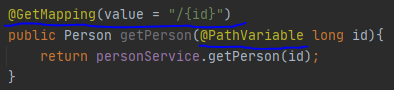 @GetMapping(value = "/{id}")
public Person getPerson(@PathVariable long id){
return personService.getPerson(id);
}